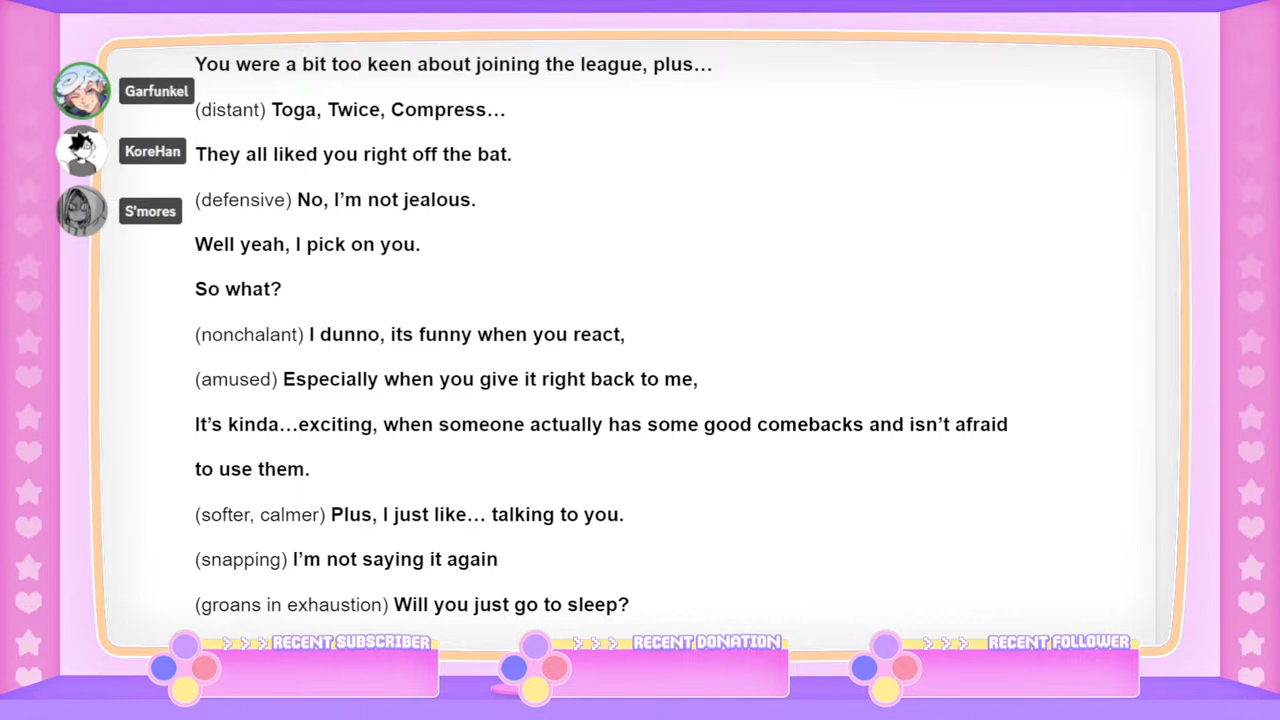 You were a bit too keen about joining the league, plus…
Garfunkel
(distant) Toga, Twice, Compress…
KoreHan
They all liked you right off the bat.
(defensive) No, I’m not jealous.
S'mores
Well yeah, I pick on you.
So what?
(nonchalant) I dunno, its funny when you react,
(amused) Especially when you give it right back to me,
It’s kinda…exciting, when someone actually has some good comebacks and isn’t afraid
to use them.
(softer, calmer) Plus, I just like… talking to you.
(snapping) I’m not saying it again
(groans in exhaustion) Will you just go to sleep?
RECENT SUBSCRIBER
RECENT DONATION
RECENT FOLLOWER